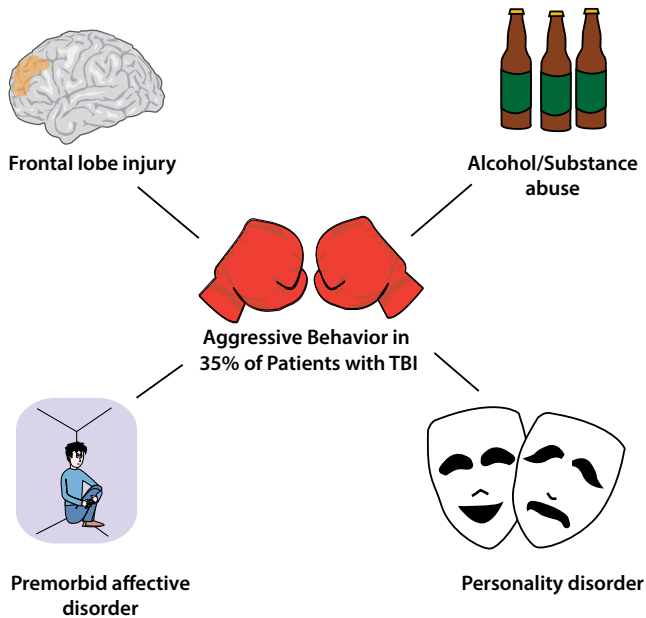 Frontal lobe injury
Alcohol/Substance
abuse
Aggressive Behavior in
35% of Patients with TBI
Premorbid affective
disorder
Personality disorder